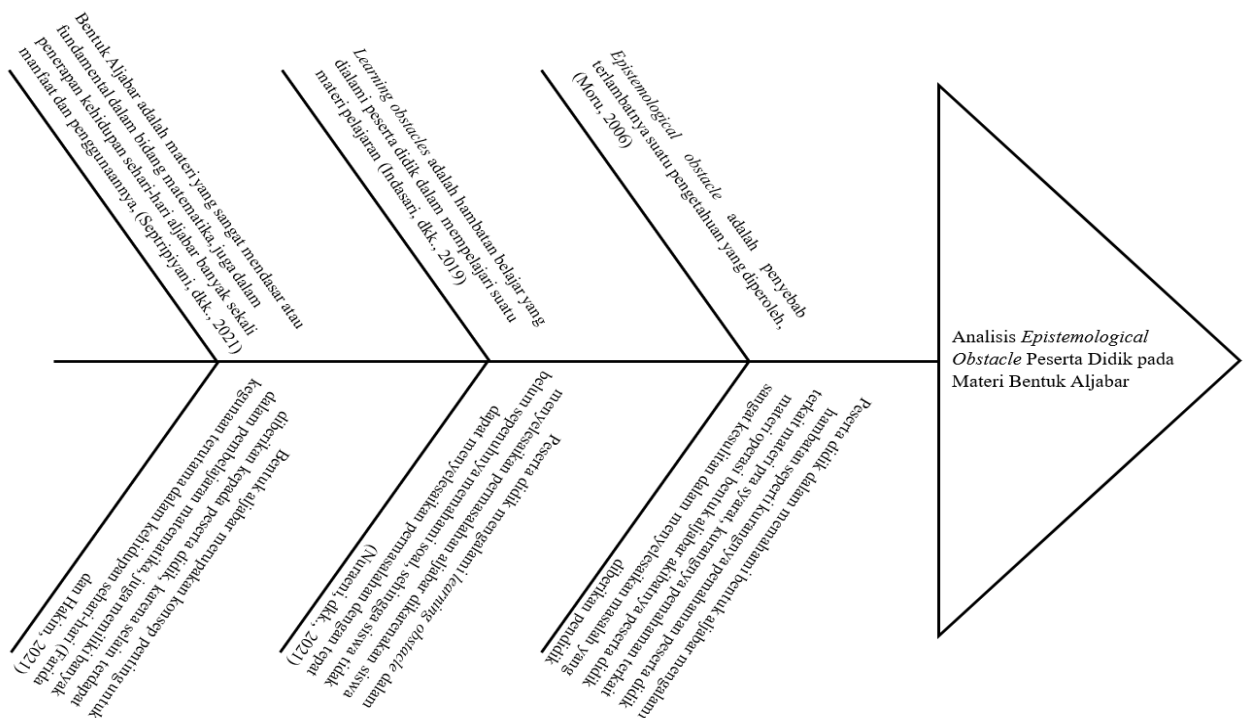 Bentuk Aljabar adalah materi yang sangat mendasar atau
fundamental dalam bidang matematika, juga dalam
penerapan kehidupan sehari-hari aljabar banyak sekali
manfaat dan penggunaannya, (Septripiyani, dkk., 2021)
Learning obstacles adalah hambatan belajar yang
dialami peserta didik dalam mempelajari suatu
materi pelajaran (Indasari, dkk., 2019)
Epistemological obstacle adalah penyebab
terlambatnya suatu pengetahuan yang diperoleh,
(Moru, 2006)
Analisis Epistemological
Obstacle Peserta Didik pada
Materi Bentuk Aljabar
Bentuk aljabar merupakan konsep penting untuk
diberikan kepada peserta didik, karena selain terdapat
dalam pembelajaran matematika, juga memiliki banyak
kegunaan terutama dalam kehidupan sehari-hari (Farida
dan Hakim, 2021)
Peserta didik mengalami learning obstacle dalam
menyelesaikan permasalahan aljabar dikarenakan siswa
belum sepenuhnya memahami soal, sehingga siswa tidak
dapat menyelesaikan permasalahan dengan tepat
(Nuraeni, dkk., 2021)
Peserta didik dalam memahami bentuk aljabar mengalami
hambatan seperti kurangnya pemahaman peserta didik
terkait materi pra syarat, kurangnya pemahaman terkait
materi operasi bentuk aljabar akibatnya peserta didik
sangat kesulitan dalam menyelesaikan masalah yang
diberikan pendidik